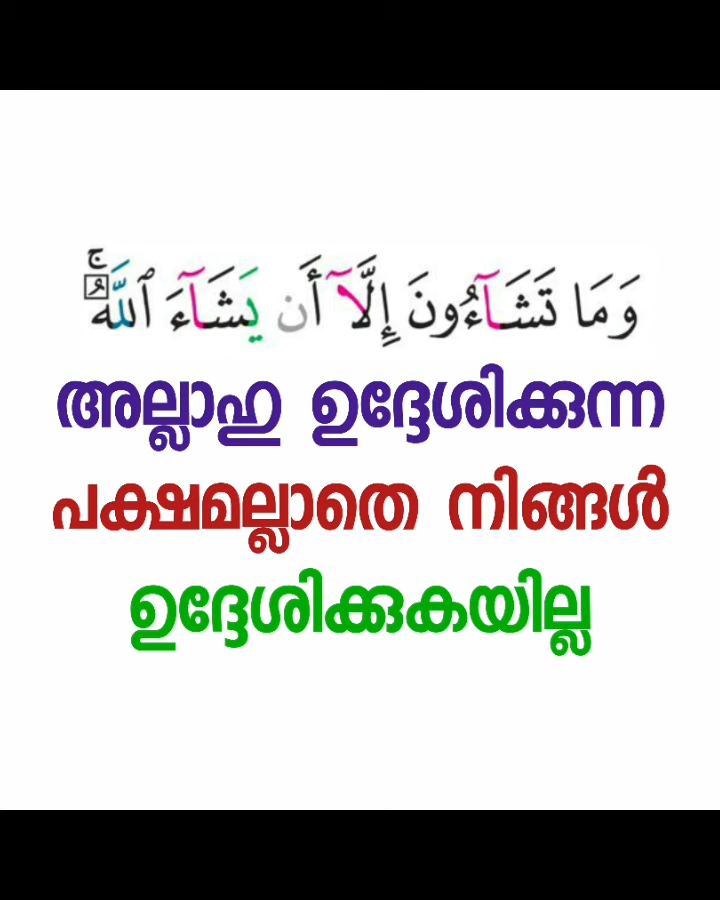 وَمَا تَشَآءُونَ إِلَّآ أَن يَشَآءَ ٱللَّهُ ۚ
അല്ലാഹു ഉദ്ദേശിക്കുന്ന
പക്ഷമല്ലാതെ നിങ്ങൾ
ഉദ്ദേശിക്കുകയില്ല